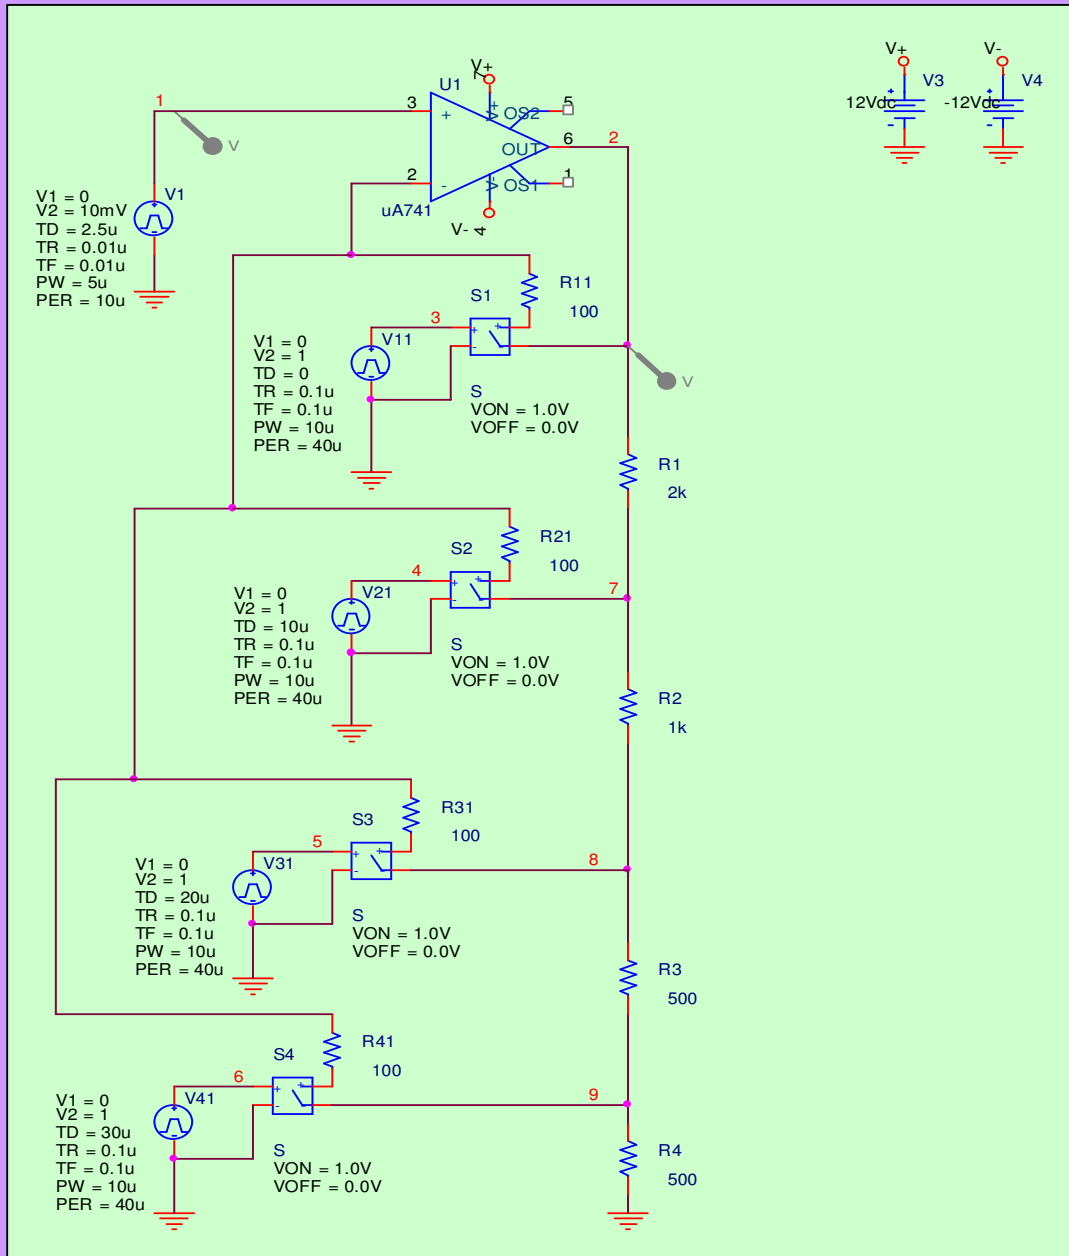 V+
V-
V3
V4
12Vdc
-12Vdc
+
-
+
-
V+
7
U1
1
3
+
V+
OS2
5
OUT
6
2
V
2
-
V-
OS1
1
uA741
V-
4
V1
V1 = 0
V2 = 10mV
TD = 2.5u
TR = 0.01u
TF = 0.01u
PW = 5u
PER = 10u
R11
100
S1
3
+
+
-
V11
V1 = 0
V2 = 1
TD = 0
TR = 0.1u
TF = 0.1u
PW = 10u
PER = 40u
S
VON = 1.0V
VOFF = 0.0V
V
R1
2k
R21
100
S2
4
+
+
-
7
V21
V1 = 0
V2 = 1
TD = 10u
TR = 0.1u
TF = 0.1u
PW = 10u
PER = 40u
S
VON = 1.0V
VOFF = 0.0V
R2
1k
R31
100
S3
5
+
+
-
8
V31
V1 = 0
V2 = 1
TD = 20u
TR = 0.1u
TF = 0.1u
PW = 10u
PER = 40u
S
VON = 1.0V
VOFF = 0.0V
R3
500
R41
100
S4
6
+
+
-
9
V41
V1 = 0
V2 = 1
TD = 30u
TR = 0.1u
TF = 0.1u
PW = 10u
PER = 40u
S
VON = 1.0V
VOFF = 0.0V
R4
500